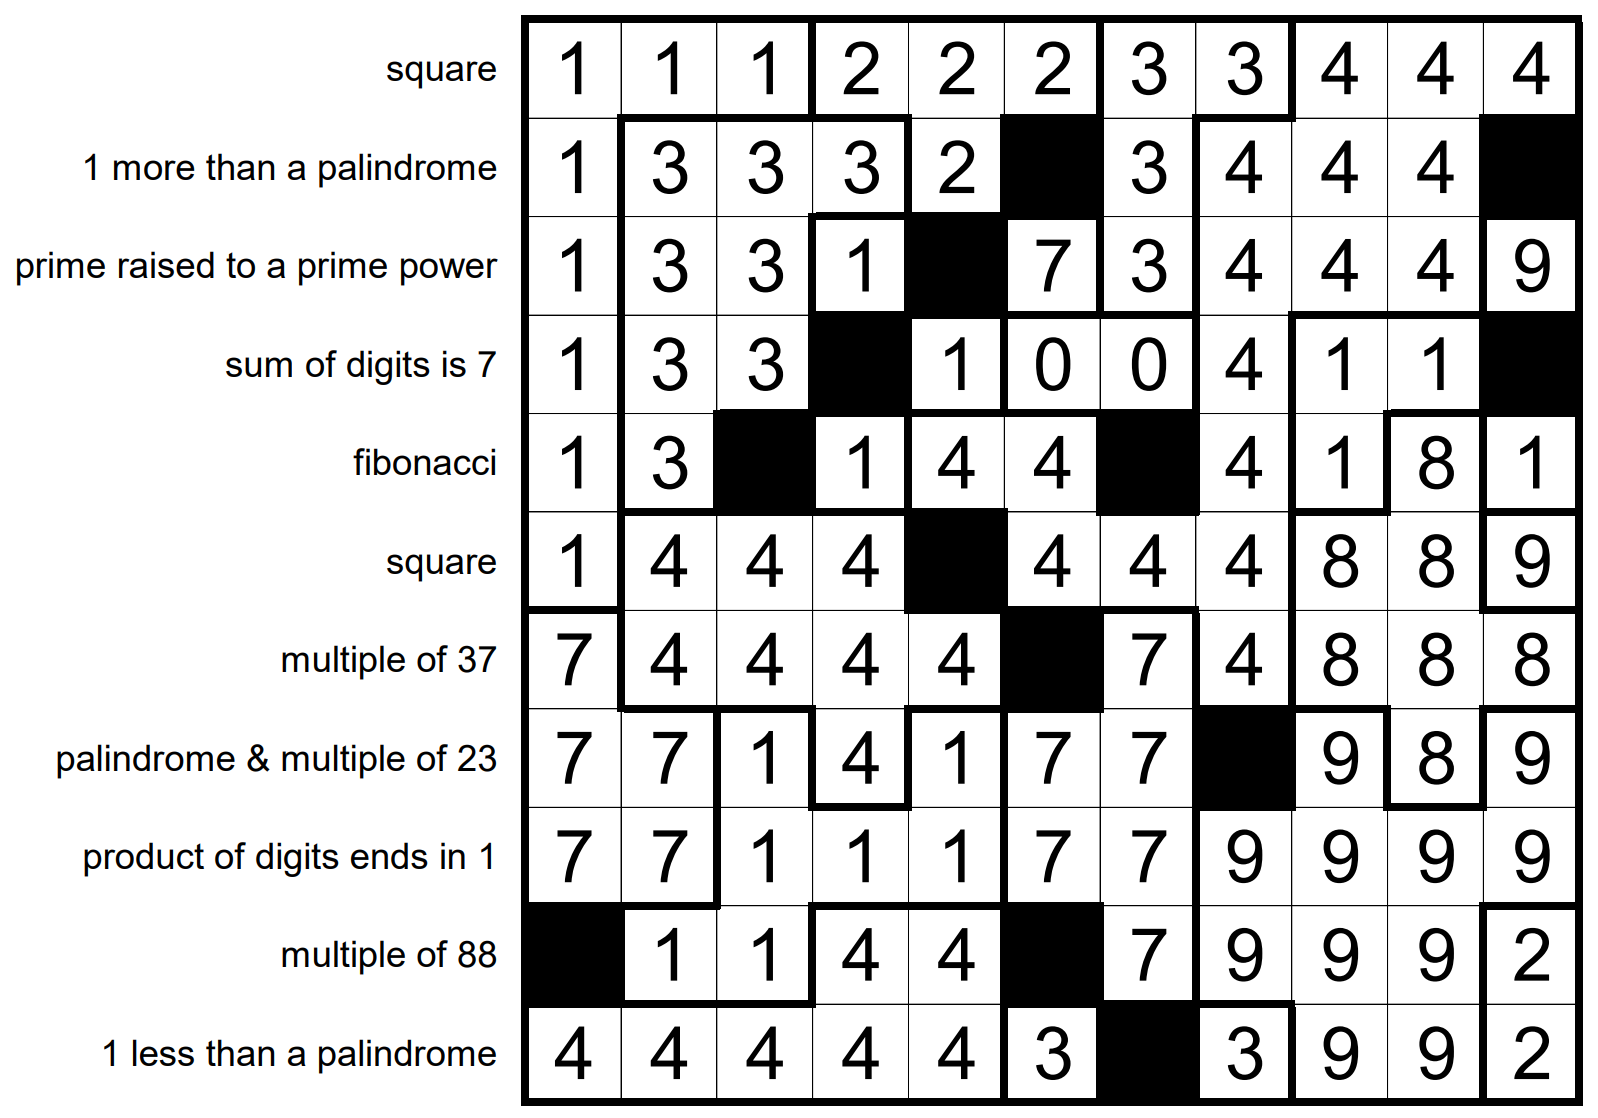 square 1 1 1 2 2 2 3 3 4 4 4
1 more than a palindrome 1 3 3 3 2 3 4 4 4
prime raised to a prime power 1 3 3 1 7 3 4 4 4 9
sum of digits is 7 1 3 3 1 0 0 4 1 1
fibonacci 1 3 1 4 4 4 1 8 1
square 1 4 4 4 4 4 4 8 8 9
multiple of 37 7 4 4 4 4 7 4 8 8 8
palindrome & multiple of 23 7 7 1 4 1 7 7 9 8 9
product of digits ends in 1 7 7 1 1 1 7 7 9 9 9 9
multiple of 88 1 1 4 4 7 9 9 9 2
1 less than a palindrome 4 4 4 4 4 3 3 9 9 2